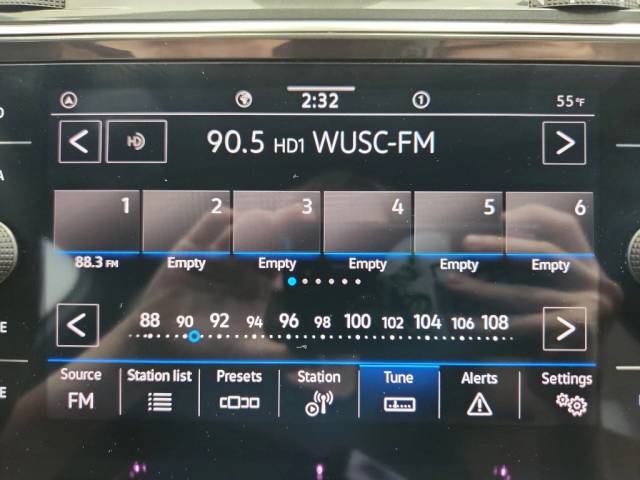 2:32 1 55°F
HD 90.5 HD1 WUSC-FM
1 2 3 4 5 6
88.3 FM Empty Empty Empty Empty Empty
88 90 92 94 96 98 100 102 104 106 108
Source Station list Presets Station Tune Alerts Settings
FM